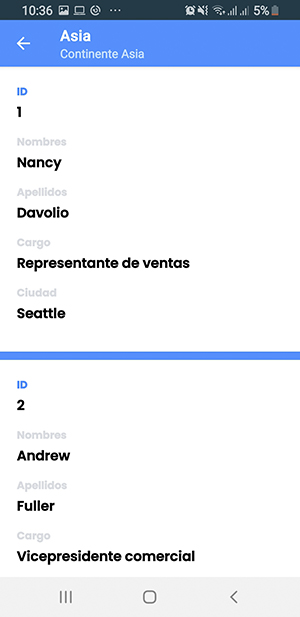 10:36
5%
Asia
Continente Asia
ID
1
Nombres
Nancy
Apellidos
Davolio
Cargo
Representante de ventas
Ciudad
Seattle
ID
2
Nombres
Andrew
Apellidos
Fuller
Cargo
Vicepresidente comercial